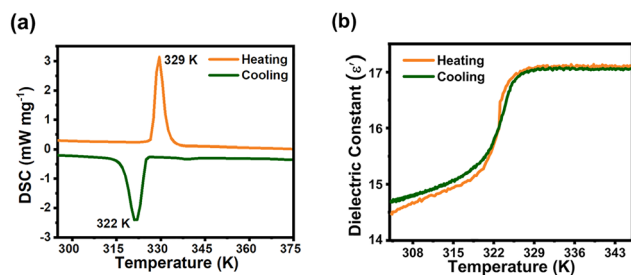 (a)
DSC (mW mg⁻¹)
3
2
1
0
-1
-2
-3
329 K
Heating
Cooling
322 K
295 315 330 345 360 375
Temperature (K)
(b)
Dielectric Constant (ε′)
17
16
15
14
Heating
Cooling
308 315 322 329 336 343
Temperature (K)